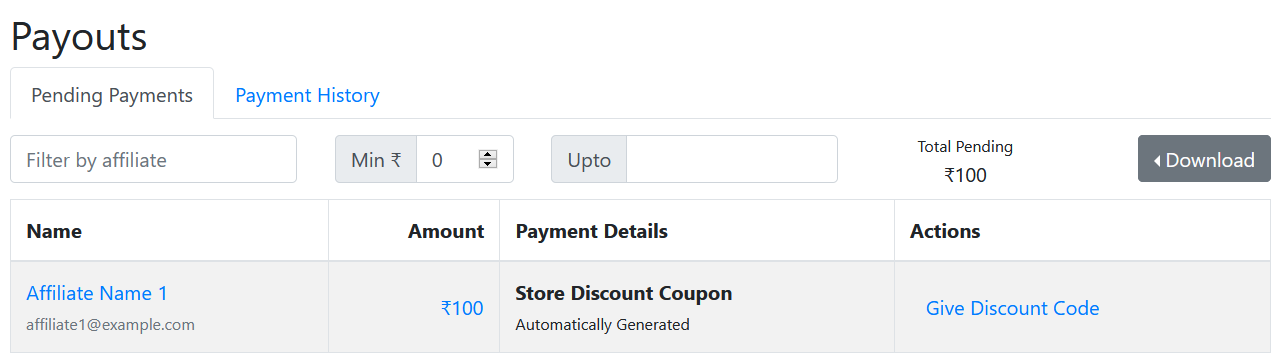 Payouts
Pending Payments Payment History
Filter by affiliate Min ₹ 0 Upto Total Pending ₹100 Download
Name Amount Payment Details Actions
Affiliate Name 1 ₹100 Store Discount Coupon Give Discount Code
affiliate1@example.com Automatically Generated